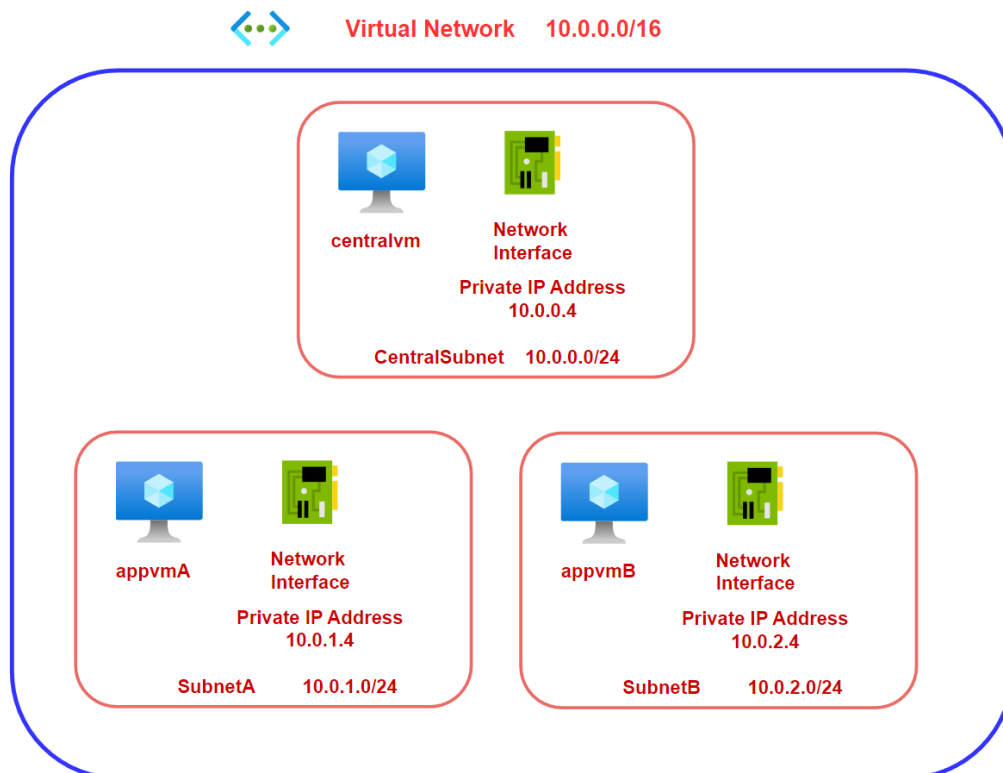 Virtual Network 10.0.0.0/16
centralvm
Network
Interface
Private IP Address
10.0.0.4
CentralSubnet 10.0.0.0/24
appvmA
Network
Interface
Private IP Address
10.0.1.4
SubnetA 10.0.1.0/24
appvmB
Network
Interface
Private IP Address
10.0.2.4
SubnetB 10.0.2.0/24